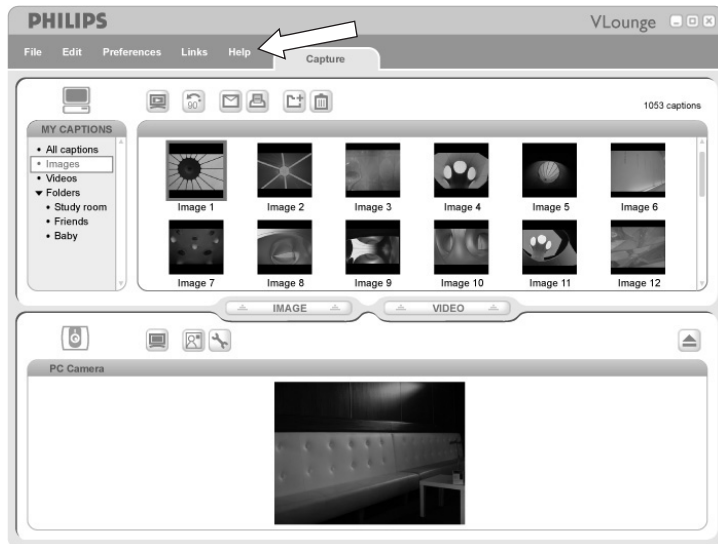 PHILIPS
VLounge
File Edit Preferences Links Help
Capture
90°
1053 captions
MY CAPTIONS
• All captions
• Images
• Videos
▼ Folders
• Study room
• Friends
• Baby
Image 1 Image 2 Image 3 Image 4 Image 5 Image 6
Image 7 Image 8 Image 9 Image 10 Image 11 Image 12
IMAGE VIDEO
PC Camera